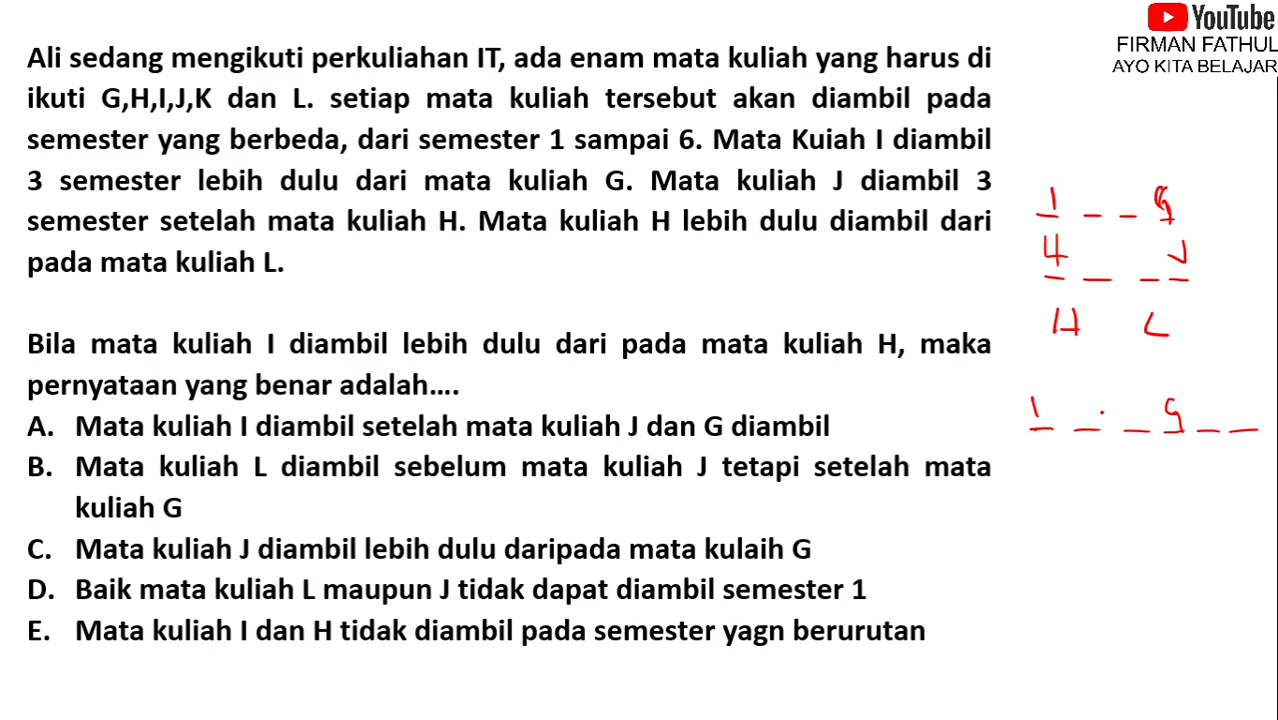 YouTube
FIRMAN FATHUL
AYO KITA BELAJAR
Ali sedang mengikuti perkuliahan IT, ada enam mata kuliah yang harus di
ikuti G,H,I,J,K dan L. setiap mata kuliah tersebut akan diambil pada
semester yang berbeda, dari semester 1 sampai 6. Mata Kuiah I diambil
3 semester lebih dulu dari mata kuliah G. Mata kuliah J diambil 3
semester setelah mata kuliah H. Mata kuliah H lebih dulu diambil dari
pada mata kuliah L.
Bila mata kuliah I diambil lebih dulu dari pada mata kuliah H, maka
pernyataan yang benar adalah....
A. Mata kuliah I diambil setelah mata kuliah J dan G diambil
B. Mata kuliah L diambil sebelum mata kuliah J tetapi setelah mata
kuliah G
C. Mata kuliah J diambil lebih dulu daripada mata kulaih G
D. Baik mata kuliah L maupun J tidak dapat diambil semester 1
E. Mata kuliah I dan H tidak diambil pada semester yagn berurutan
1 _ _ G
4 _ _ J
H L
1 _ _ G _ _